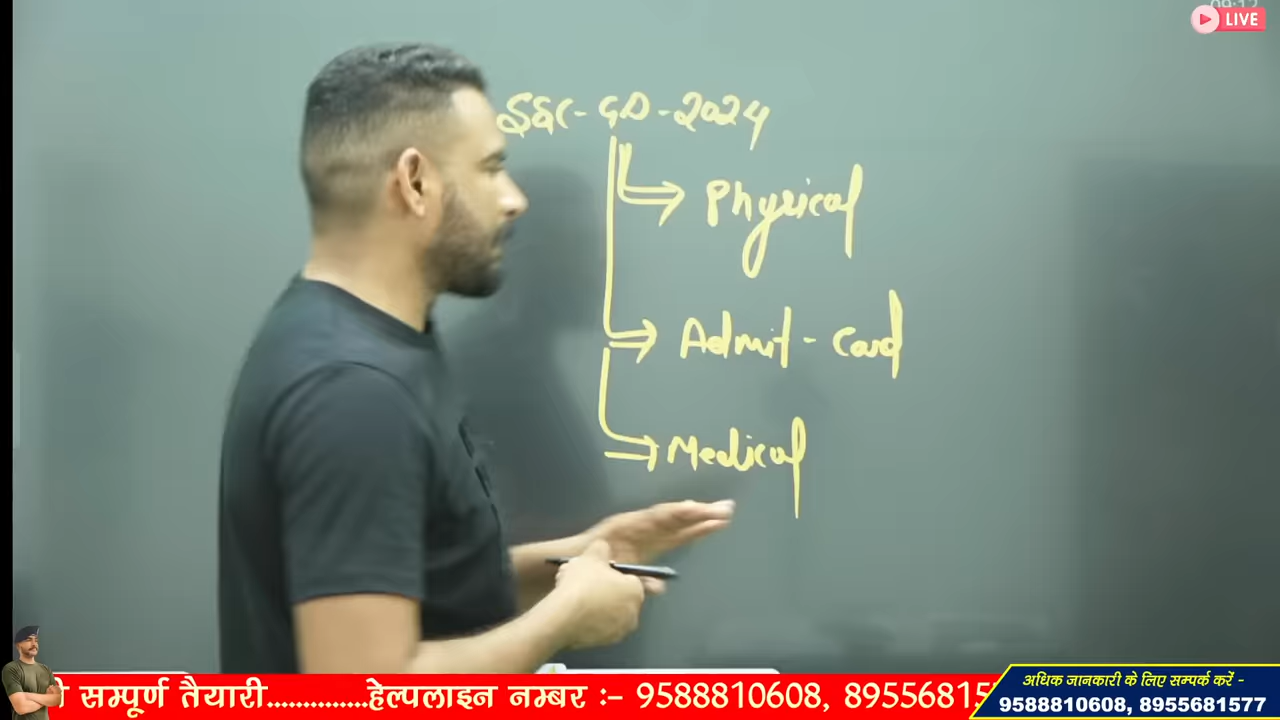 LIVE
SSC-GD-2024
Physical
Admit-Card
Medical
सम्पूर्ण तैयारी..............हेल्पलाइन नम्बर :– 9588810608, 89556815
अधिक जानकारी के लिए सम्पर्क करें -
9588810608, 8955681577